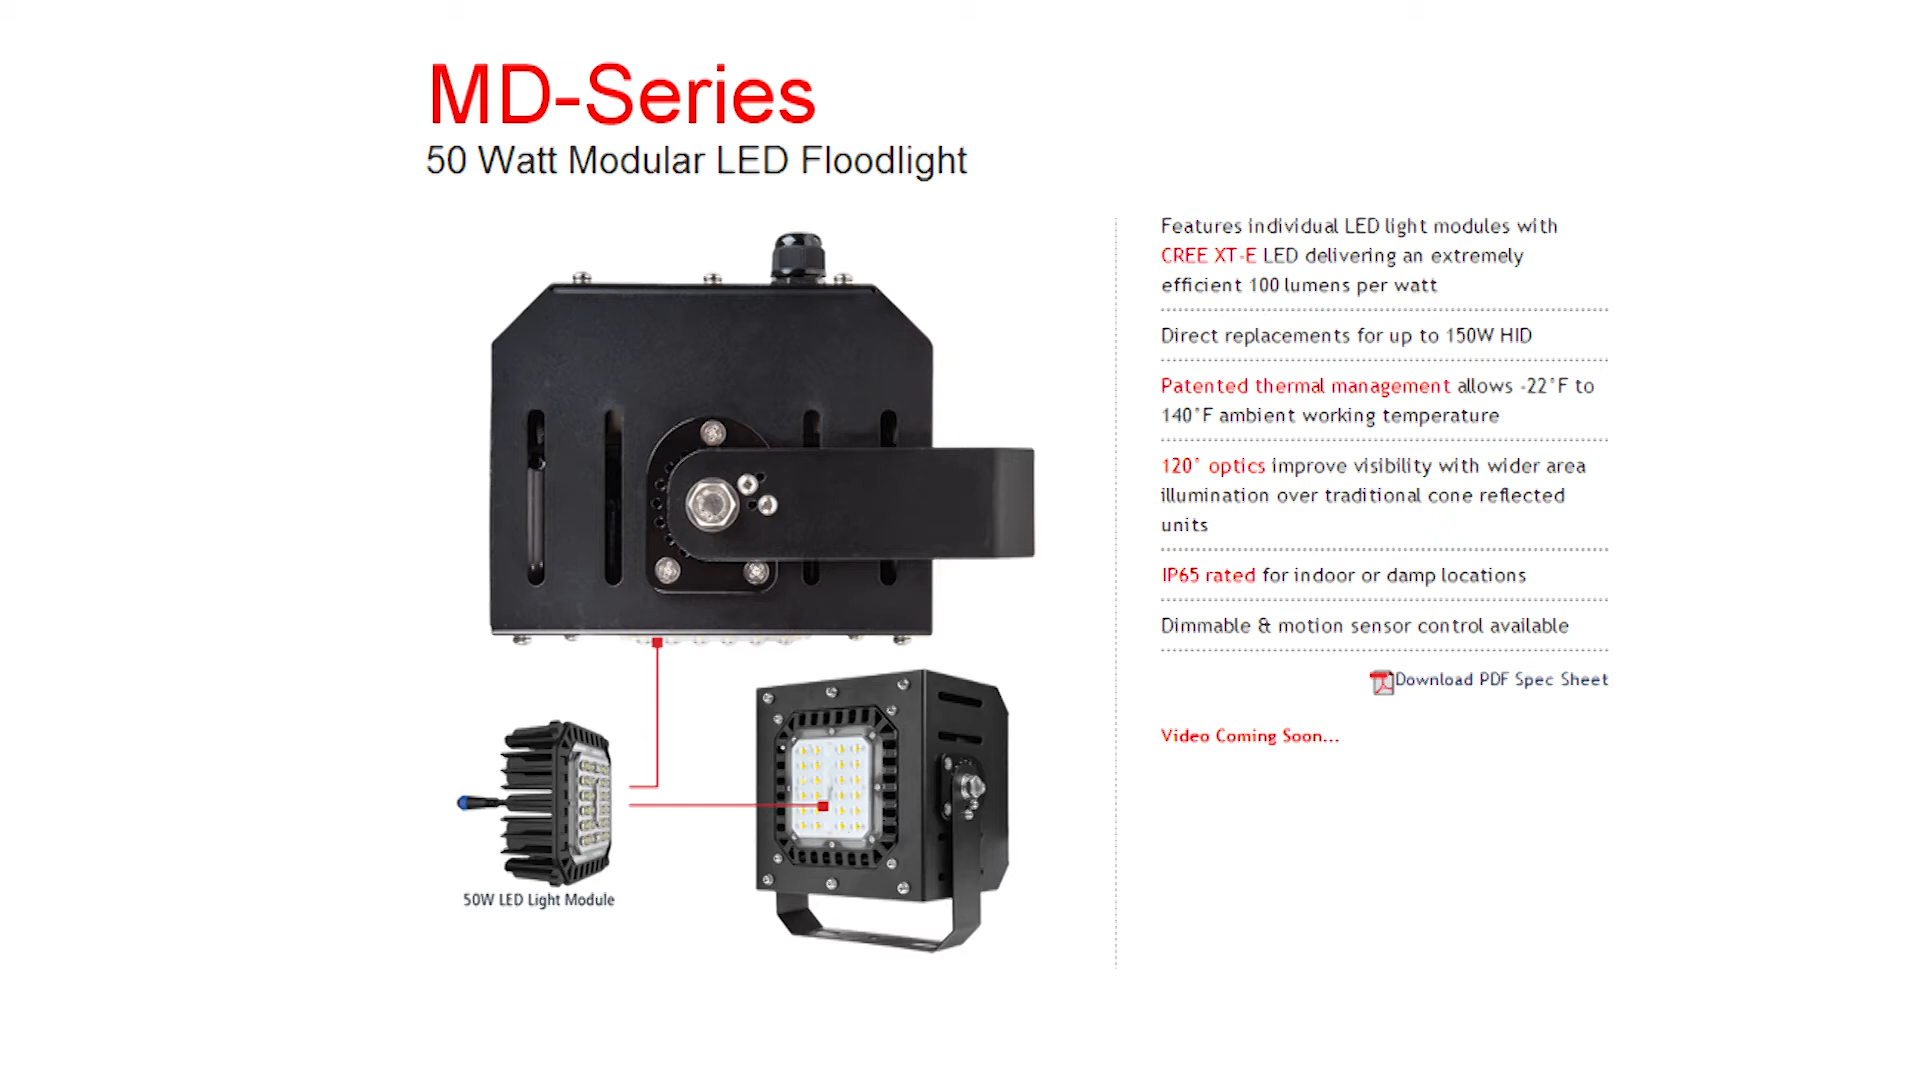 MD-Series
50 Watt Modular LED Floodlight
Features individual LED light modules with
CREE XT-E LED delivering an extremely
efficient 100 lumens per watt
Direct replacements for up to 150W HID
Patented thermal management allows -22°F to
140°F ambient working temperature
120° optics improve visibility with wider area
illumination over traditional cone reflected
units
IP65 rated for indoor or damp locations
Dimmable & motion sensor control available
Download PDF Spec Sheet
Video Coming Soon...
50W LED Light Module